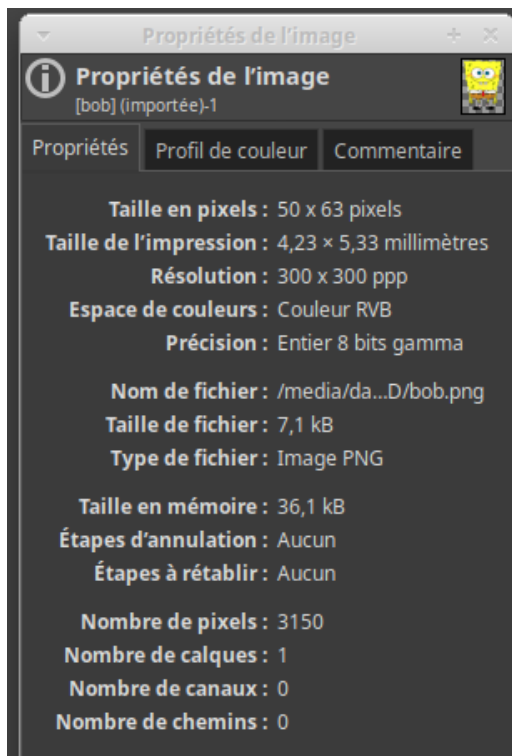 Propriétés de l'image
Propriétés de l'image
[bob] (importée)-1
Propriétés Profil de couleur Commentaire
Taille en pixels : 50 x 63 pixels
Taille de l'impression : 4,23 × 5,33 millimètres
Résolution : 300 x 300 ppp
Espace de couleurs : Couleur RVB
Précision : Entier 8 bits gamma
Nom de fichier : /media/da...D/bob.png
Taille de fichier : 7,1 kB
Type de fichier : Image PNG
Taille en mémoire : 36,1 kB
Étapes d'annulation : Aucun
Étapes à rétablir : Aucun
Nombre de pixels : 3150
Nombre de calques : 1
Nombre de canaux : 0
Nombre de chemins : 0